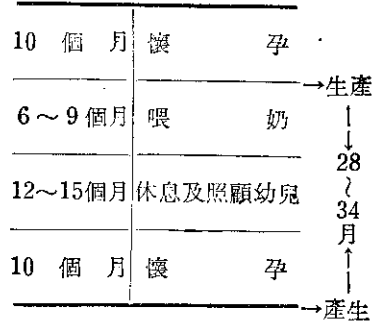 10 個 月 懷 孕
→生產
6～9個月 喂 奶
12～15個月 休息及照顧幼兒
10 個 月 懷 孕
→產生
28
～
34
月